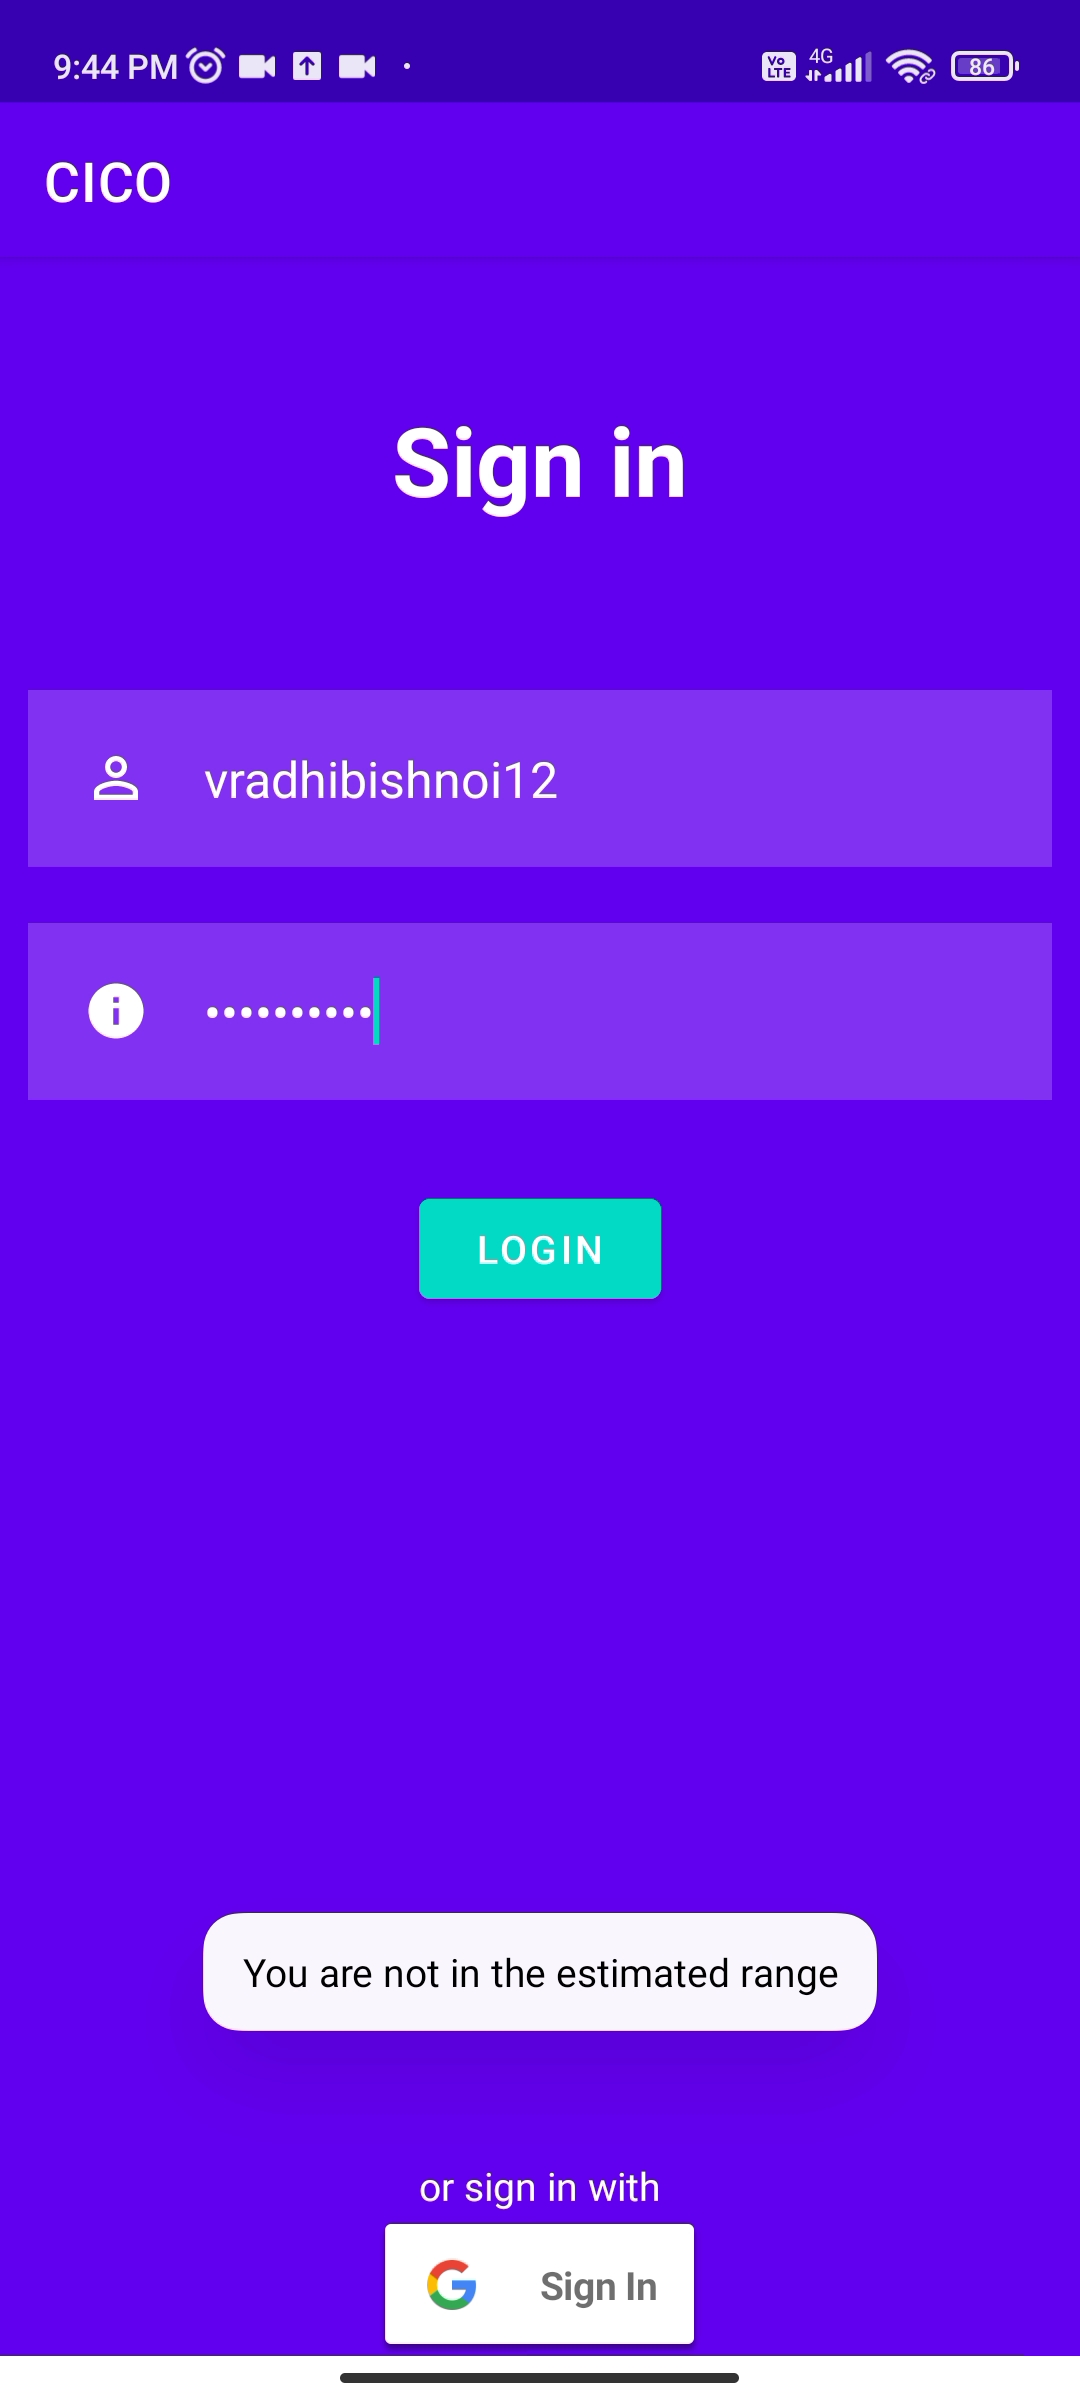 9:44 PM
Vo LTE 4G 86
CICO
Sign in
vradhibishnoi12
••••••••••
LOGIN
You are not in the estimated range
or sign in with
Sign In